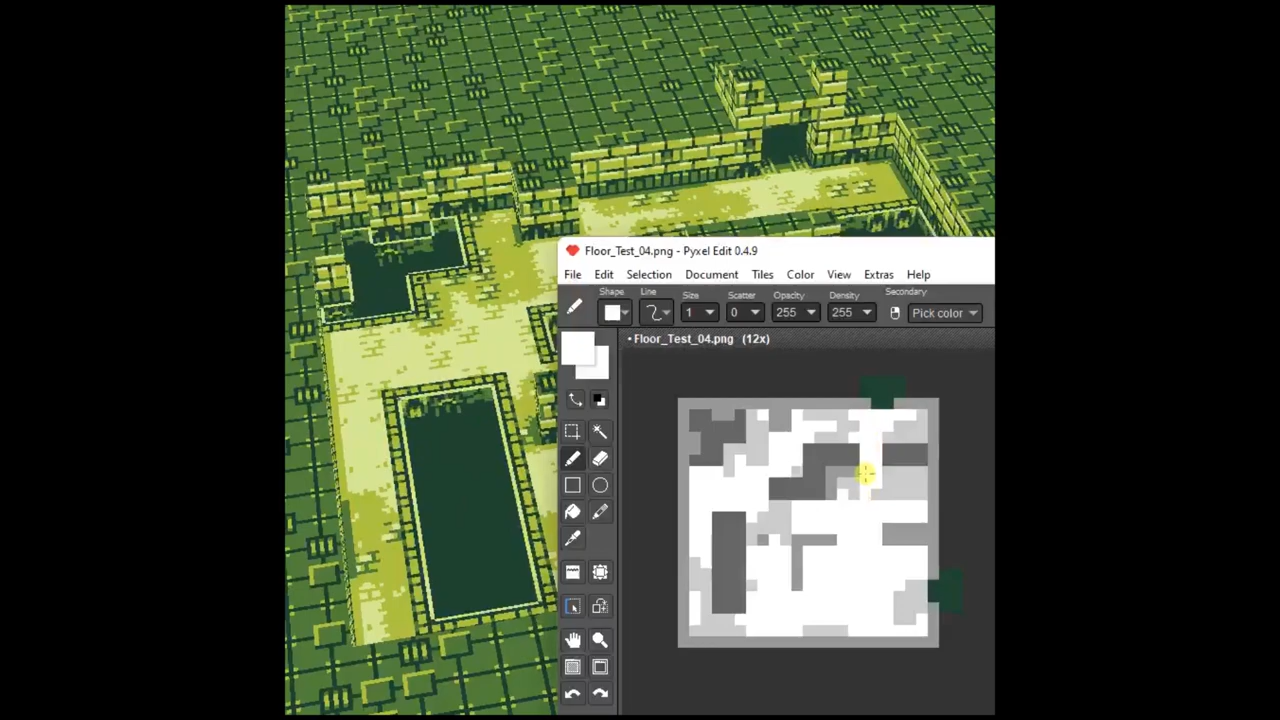 Floor_Test_04.png - Pyxel Edit 0.4.9
File Edit Selection Document Tiles Color View Extras Help
Shape Line Size Scatter Opacity Density Secondary
1 0 255 255 Pick color
•Floor_Test_04.png (12x)